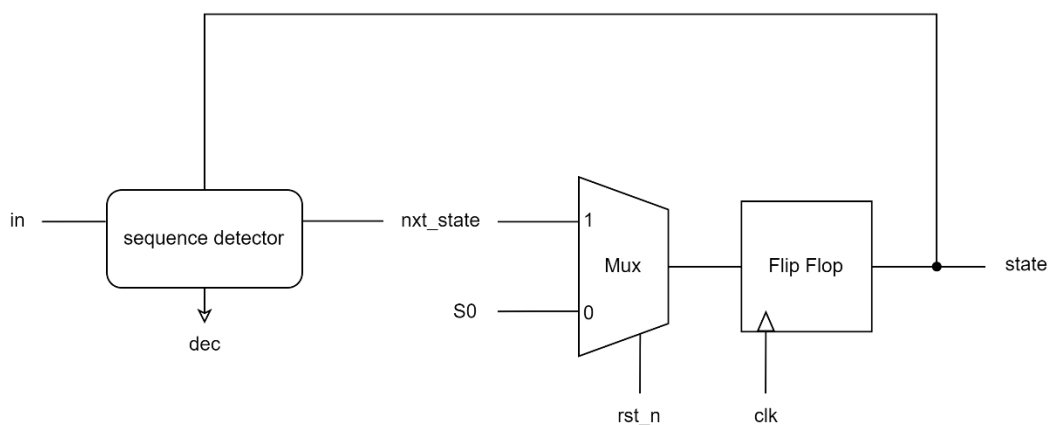 in
sequence detector
dec
nxt_state
S0
1
0
Mux
rst_n
Flip Flop
clk
state